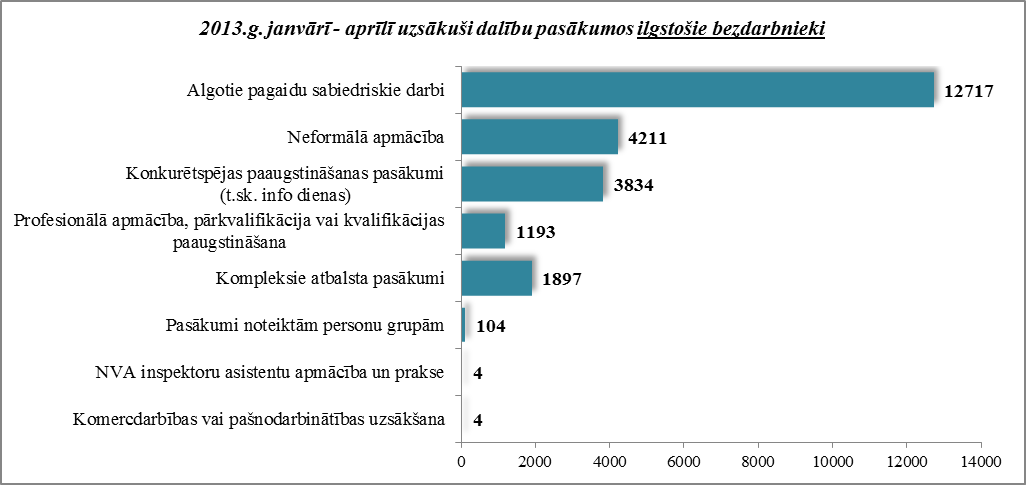 2013.g. janvārī - aprīlī uzsākuši dalību pasākumos ilgstošie bezdarbnieki
Algotie pagaidu sabiedriskie darbi
12717
Neformālā apmācība
4211
Konkurētspējas paaugstināšanas pasākumi
(t.sk. info dienas)
3834
Profesionālā apmācība, pārkvalifikācija vai kvalifikācijas
paaugstināšana
1193
Kompleksie atbalsta pasākumi
1897
Pasākumi noteiktām personu grupām
104
NVA inspektoru asistentu apmācība un prakse
4
Komercdarbības vai pašnodarbinātības uzsākšana
4
0 2000 4000 6000 8000 10000 12000 14000